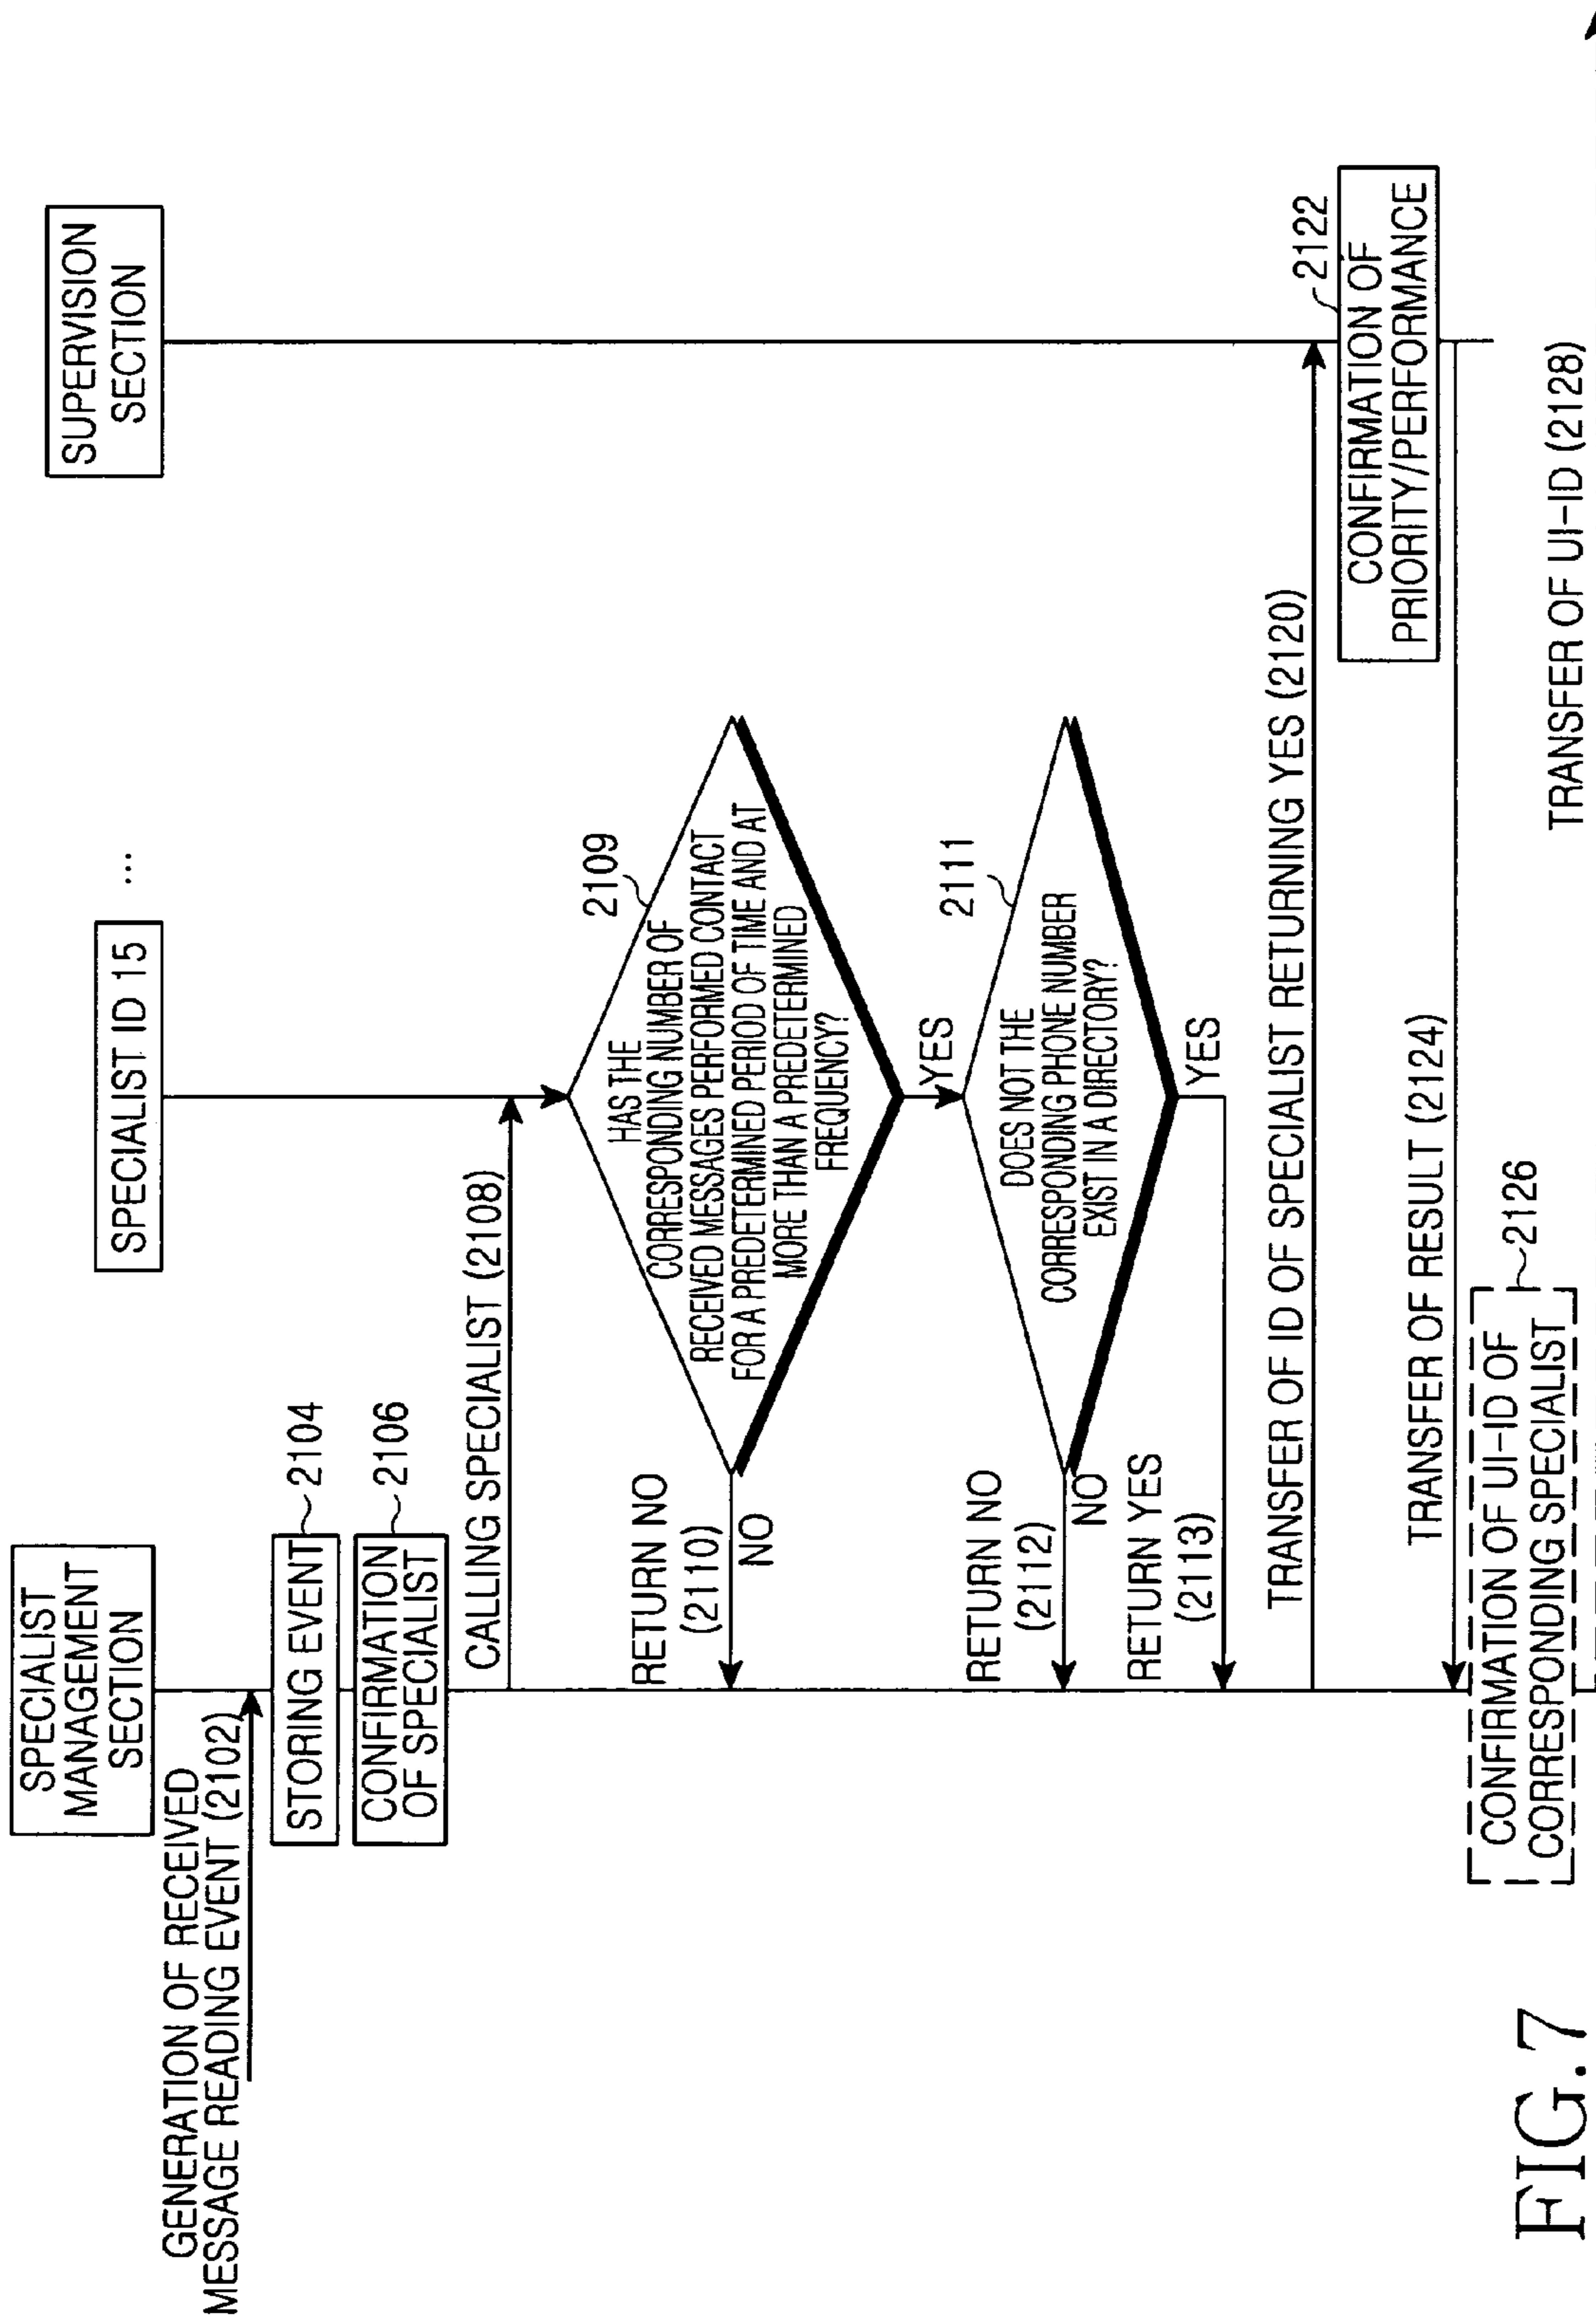 SPECIALIST
MANAGEMENT
SECTION
SPECIALIST ID 15
...
SUPERVISION
SECTION
GENERATION OF RECEIVED
MESSAGE READING EVENT (2102)
STORING EVENT
2104
CONFIRMATION
OF SPECIALIST
2106
CALLING SPECIALIST (2108)
HAS THE
CORRESPONDING NUMBER OF
RECEIVED MESSAGES PERFORMED CONTACT
FOR A PREDETERMINED PERIOD OF TIME AND AT
MORE THAN A PREDETERMINED
FREQUENCY?
2109
RETURN NO
(2110)
NO
YES
DOES NOT THE
CORRESPONDING PHONE NUMBER
EXIST IN A DIRECTORY?
2111
RETURN NO
(2112)
NO
YES
RETURN YES
(2113)
TRANSFER OF ID OF SPECIALIST RETURNING YES (2120)
CONFIRMATION OF
PRIORITY/PERFORMANCE
2122
TRANSFER OF RESULT (2124)
CONFIRMATION OF UI-ID OF
CORRESPONDING SPECIALIST
2126
TRANSFER OF UI-ID (2128)
FIG.7